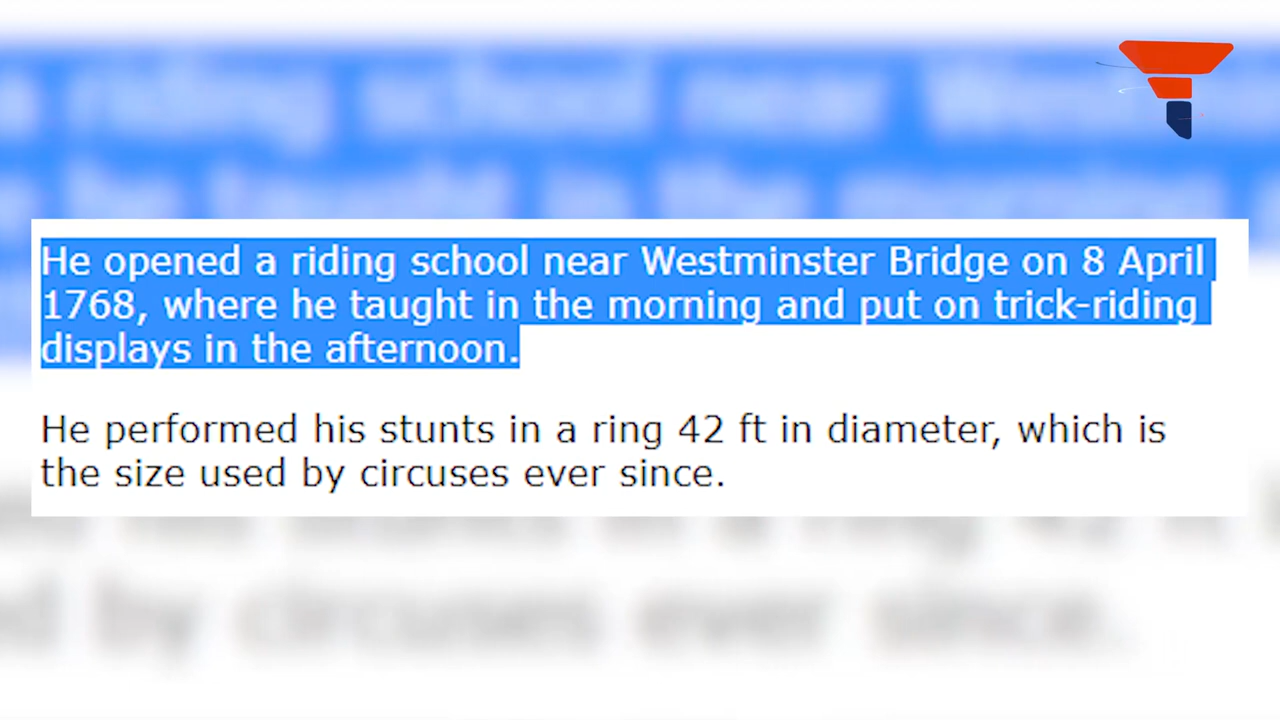 He opened a riding school near Westminster Bridge on 8 April
1768, where he taught in the morning and put on trick-riding
displays in the afternoon.
He performed his stunts in a ring 42 ft in diameter, which is
the size used by circuses ever since.